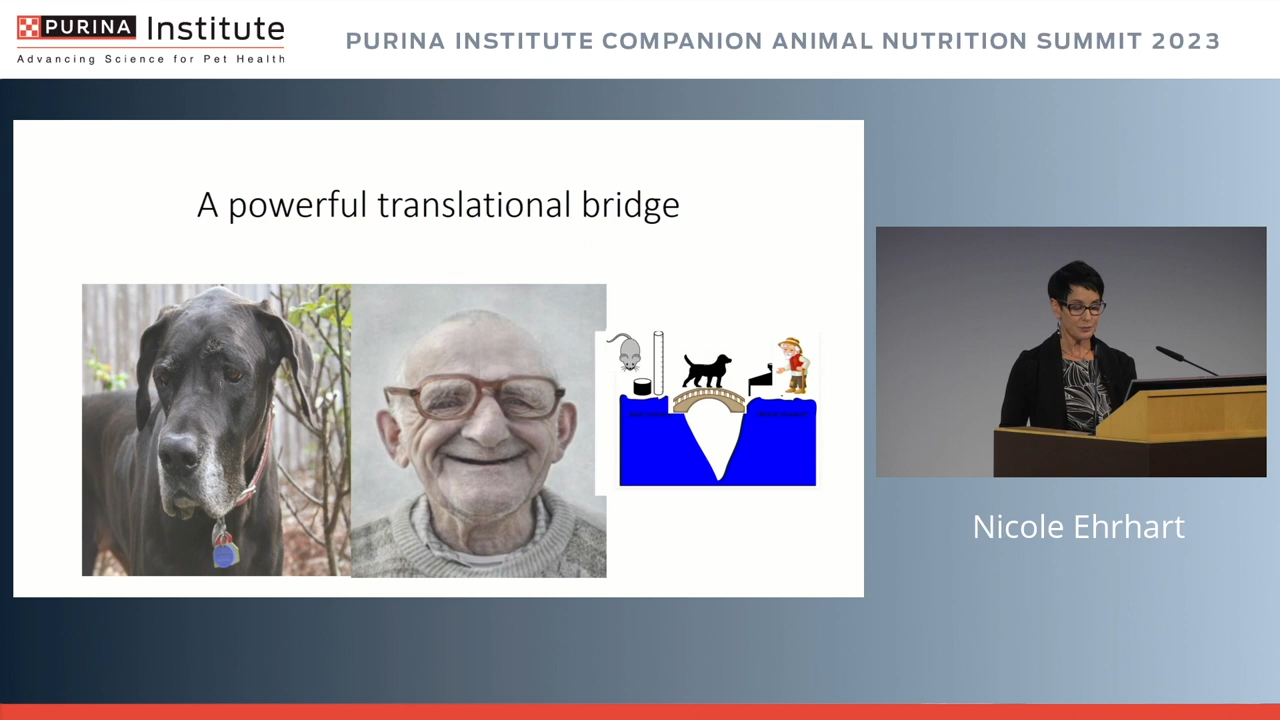 PURINA Institute
Advancing Science for Pet Health
PURINA INSTITUTE COMPANION ANIMAL NUTRITION SUMMIT 2023
A powerful translational bridge
Nicole Ehrhart